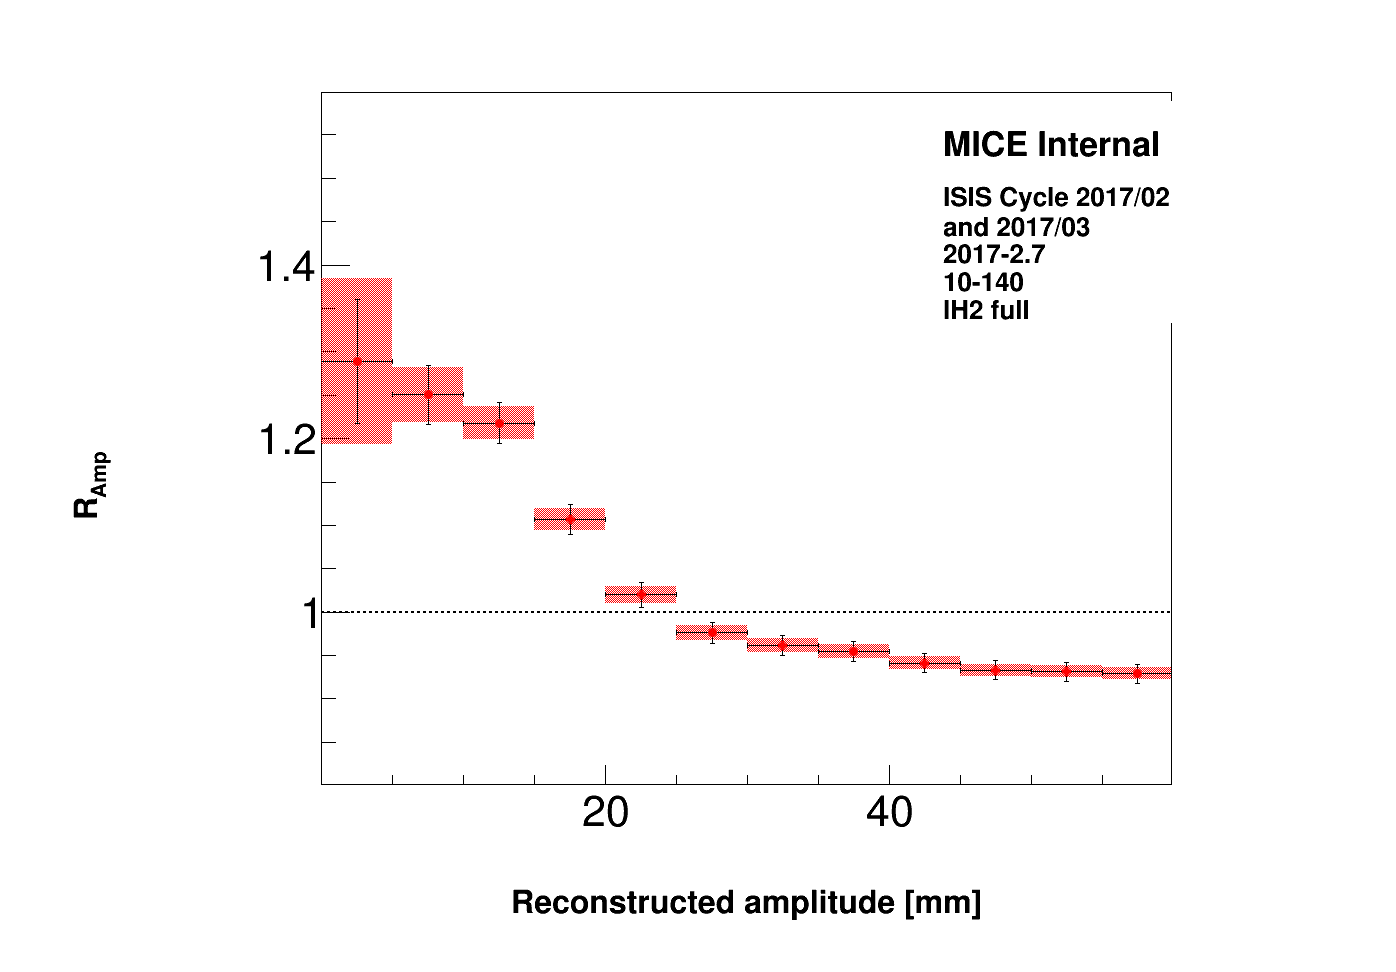 MICE Internal
ISIS Cycle 2017/02
and 2017/03
2017-2.7
10-140
IH2 full
1.4
1.2
1
R_Amp
20 40
Reconstructed amplitude [mm]